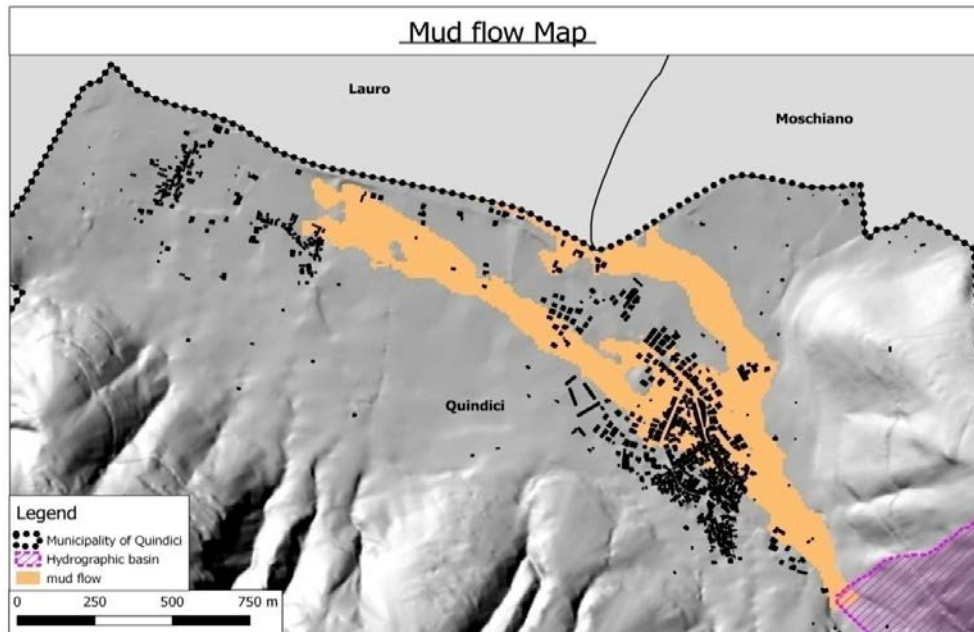 Mud flow Map
Lauro
Moschiano
Quindici
Legend
Municipality of Quindici
Hydrographic basin
mud flow
0 250 500 750 m